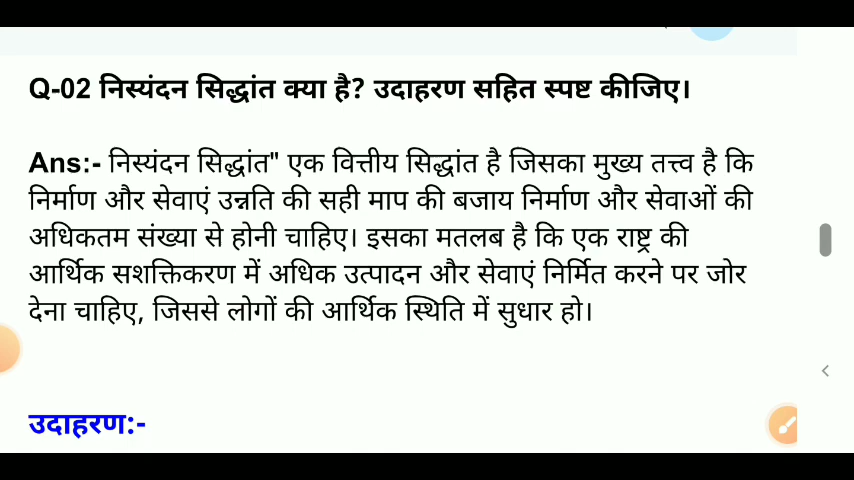 Q-02 निस्यंदन सिद्धांत क्या है? उदाहरण सहित स्पष्ट कीजिए।
Ans:- निस्यंदन सिद्धांत" एक वित्तीय सिद्धांत है जिसका मुख्य तत्त्व है कि
निर्माण और सेवाएं उन्नति की सही माप की बजाय निर्माण और सेवाओं की
अधिकतम संख्या से होनी चाहिए। इसका मतलब है कि एक राष्ट्र की
आर्थिक सशक्तिकरण में अधिक उत्पादन और सेवाएं निर्मित करने पर जोर
देना चाहिए, जिससे लोगों की आर्थिक स्थिति में सुधार हो।
उदाहरण:-